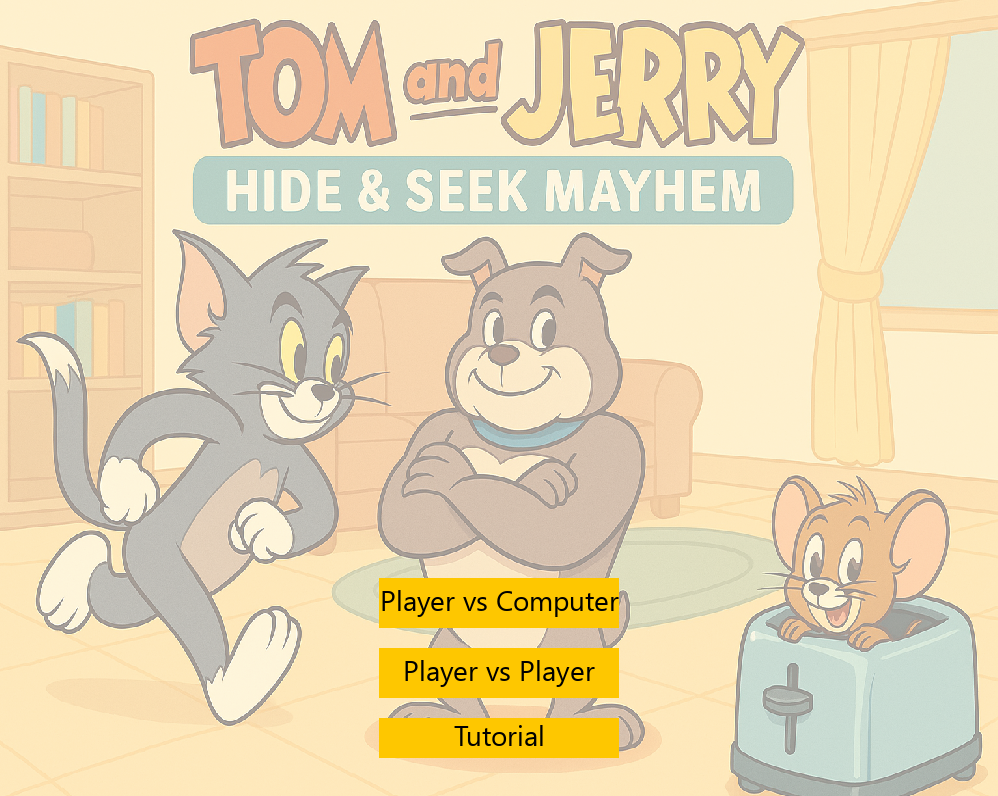 TOM and JERRY
HIDE & SEEK MAYHEM
Player vs Computer
Player vs Player
Tutorial